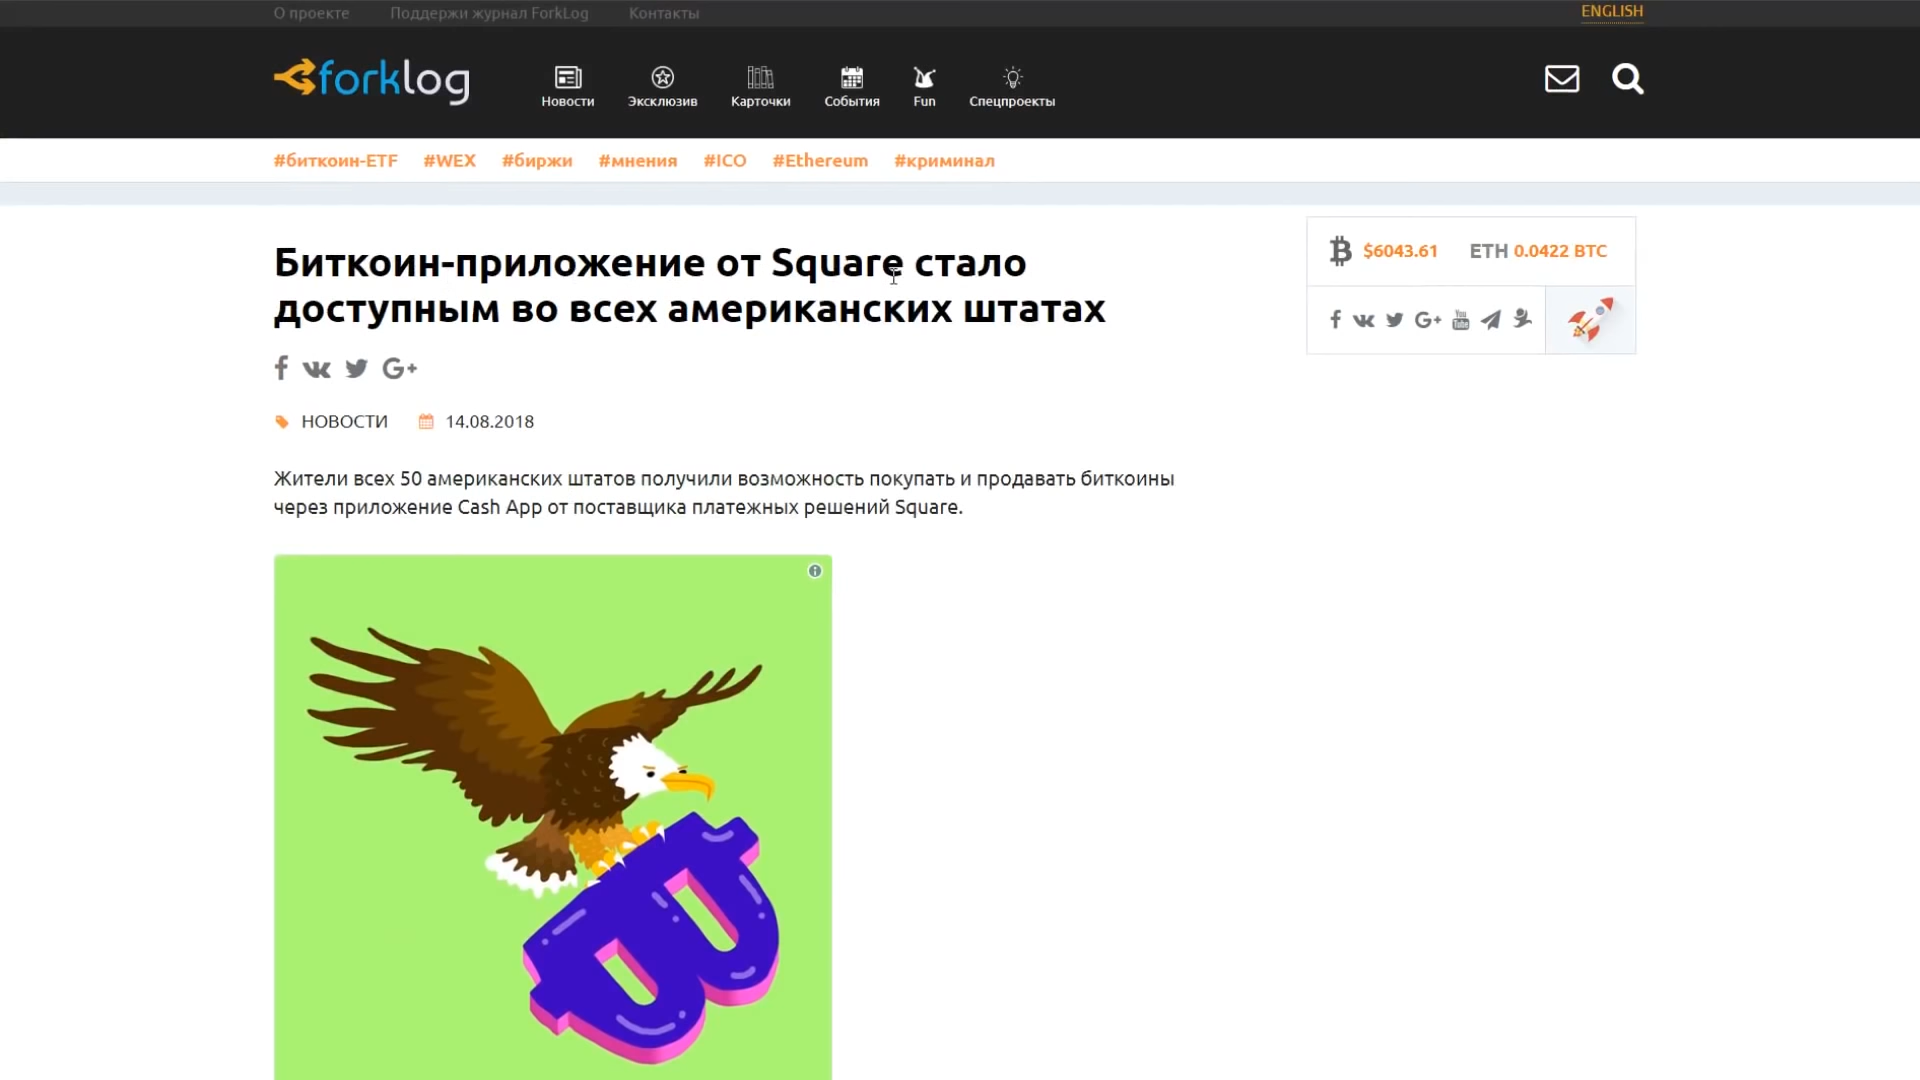 О проекте Поддержи журнал ForkLog Контакты ENGLISH
forklog
Новости Эксклюзив Карточки События Fun Спецпроекты
#биткоин-ETF #WEX #биржи #мнения #ICO #Ethereum #криминал
Биткоин-приложение от Square стало
доступным во всех американских штатах
$6043.61 ETH 0.0422 BTC
НОВОСТИ 14.08.2018
Жители всех 50 американских штатов получили возможность покупать и продавать биткоины
через приложение Cash App от поставщика платежных решений Square.